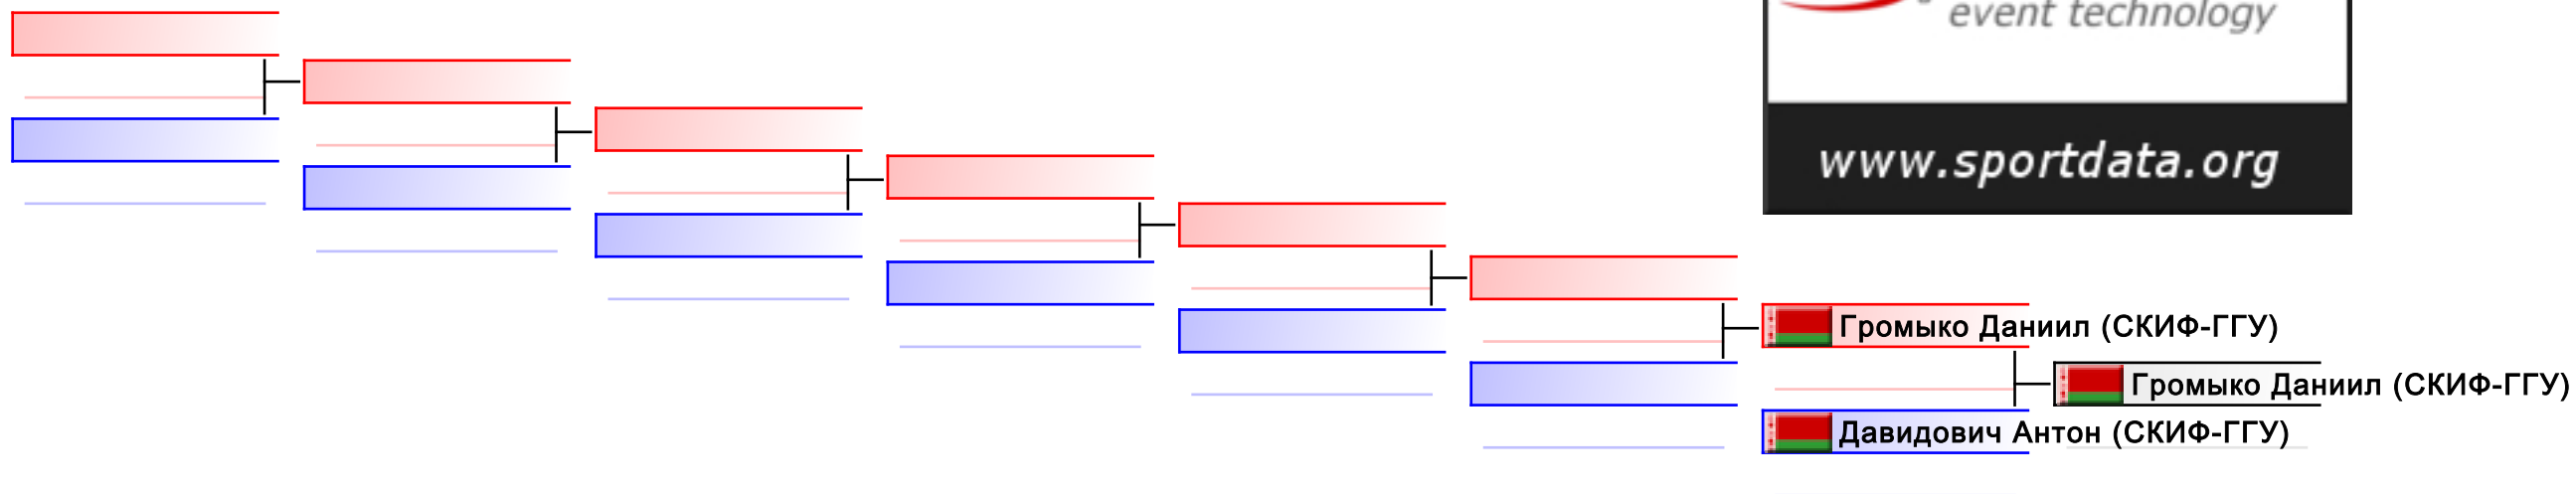 event technology
www.sportdata.org
Громыко Даниил (СКИФ-ГГУ)
Громыко Даниил (СКИФ-ГГУ)
Давидович Антон (СКИФ-ГГУ)